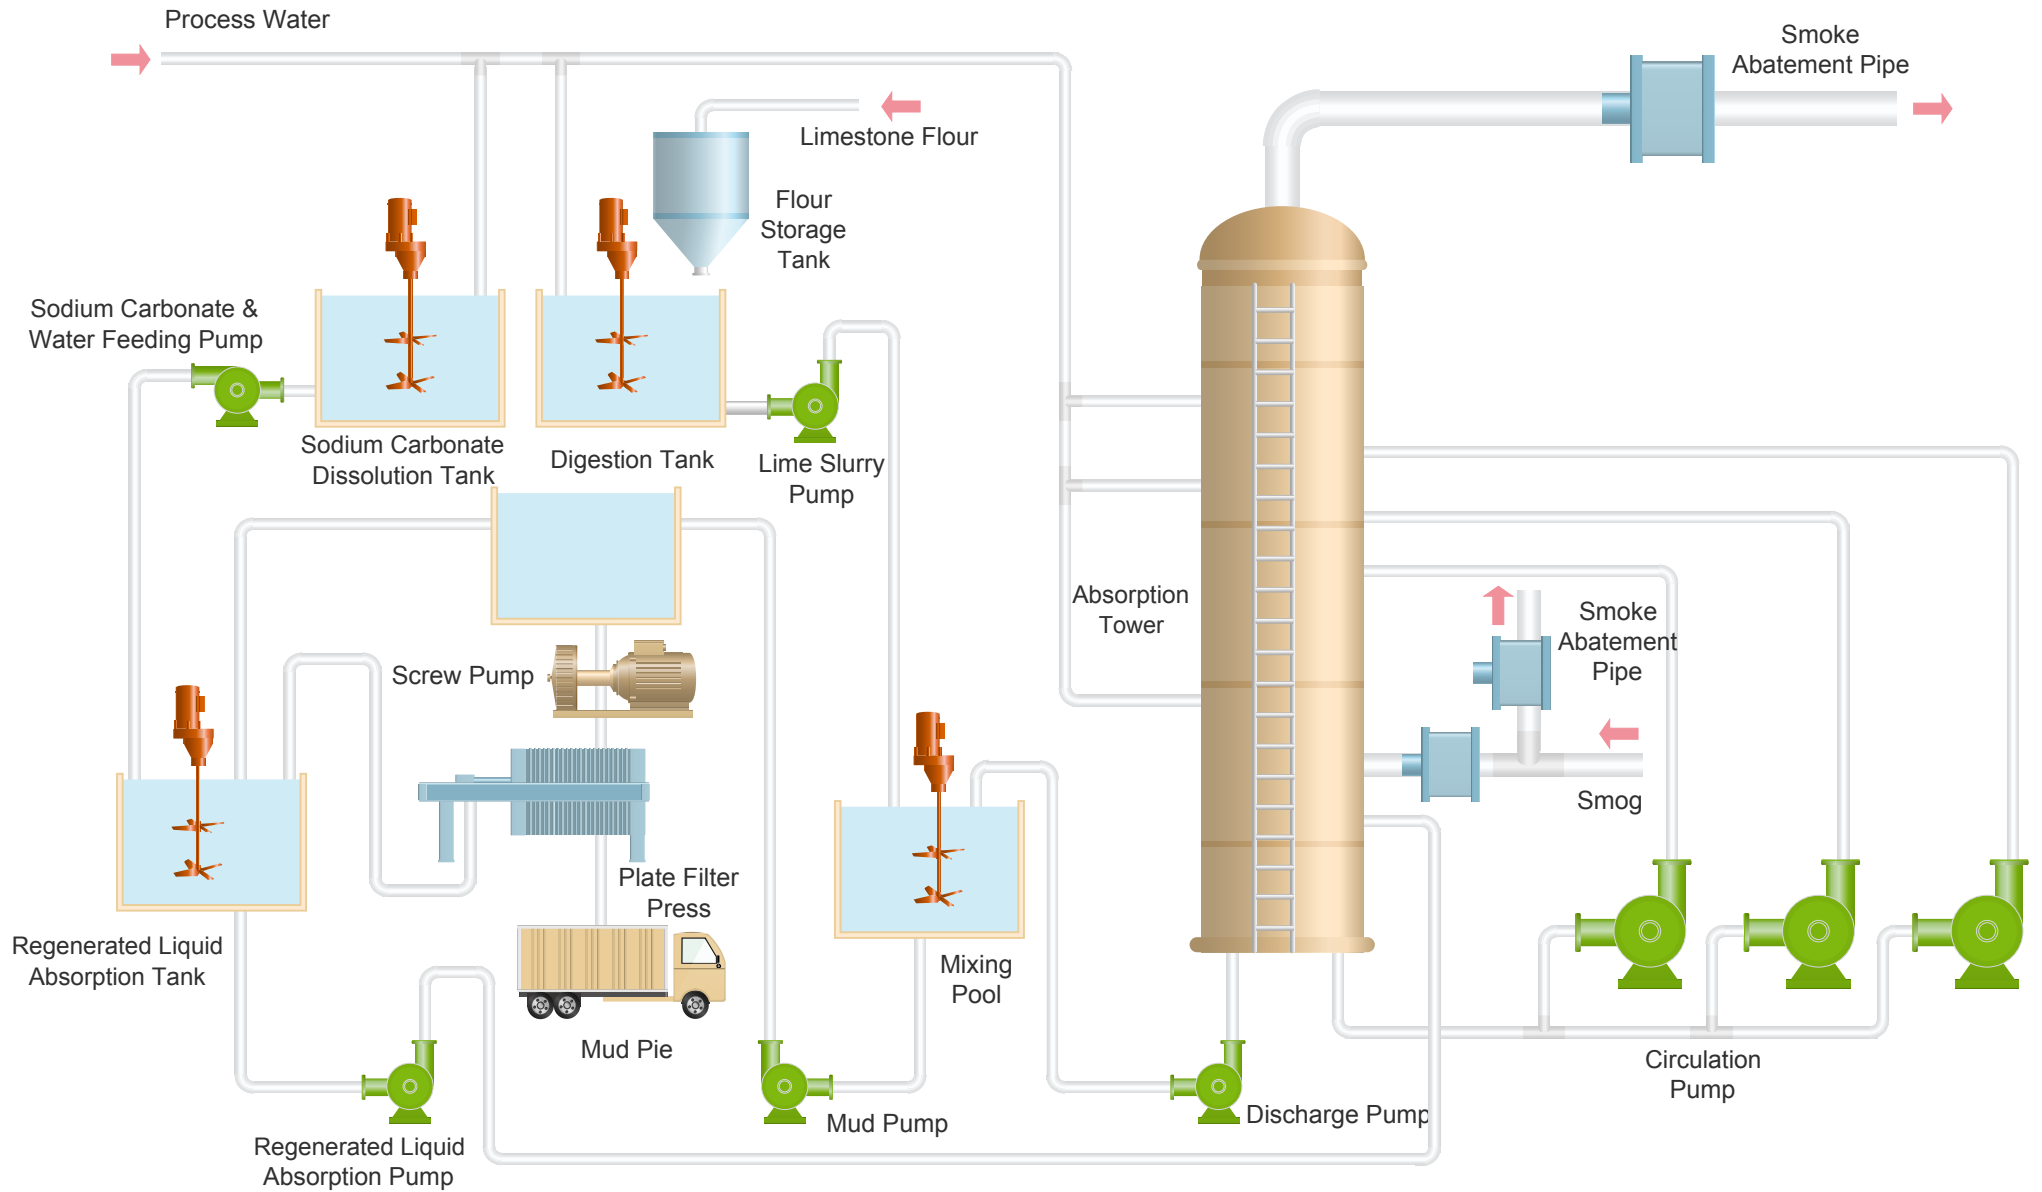 Process Water
Smoke
Abatement Pipe
Limestone Flour
Flour
Storage
Tank
Sodium Carbonate &
Water Feeding Pump
Sodium Carbonate
Dissolution Tank
Digestion Tank
Lime Slurry
Pump
Absorption
Tower
Smoke
Abatement
Pipe
Screw Pump
Smog
Plate Filter
Press
Regenerated Liquid
Absorption Tank
Mixing
Pool
Mud Pie
Circulation
Pump
Mud Pump
Discharge Pump
Regenerated Liquid
Absorption Pump